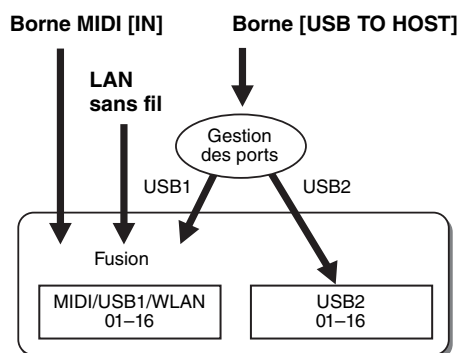 Borne MIDI [IN]
Borne [USB TO HOST]
LAN
sans fil
Gestion
des ports
USB1
USB2
Fusion
MIDI/USB1/WLAN
01–16
USB2
01–16